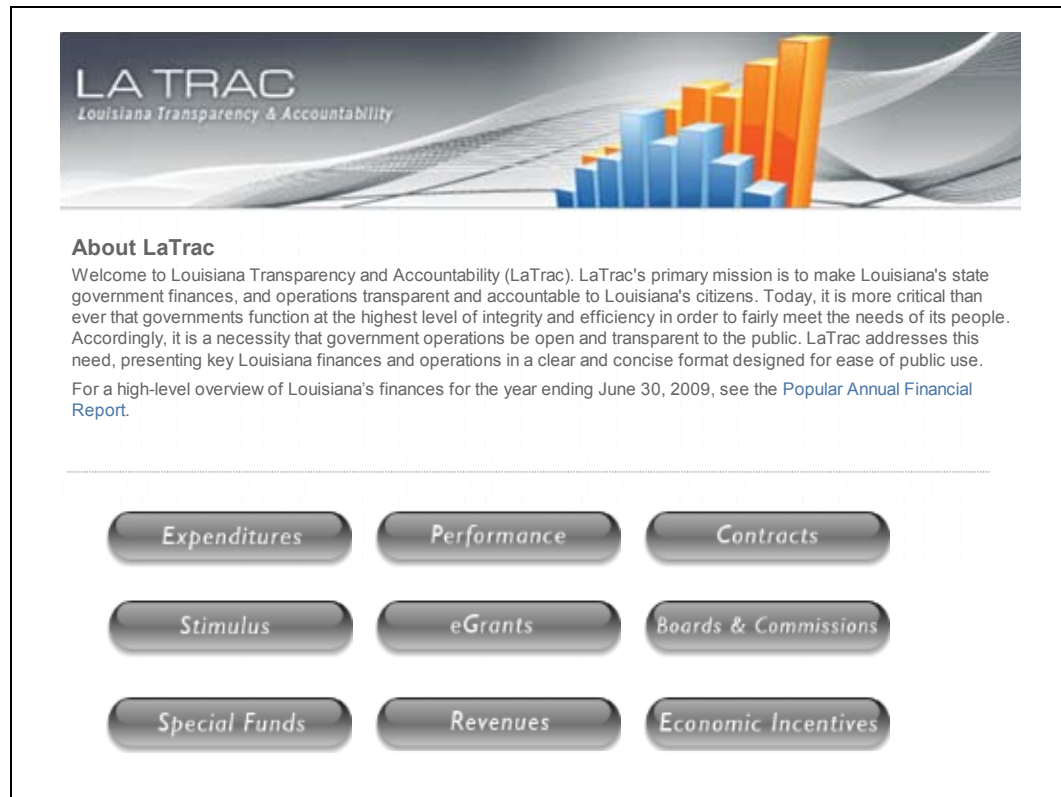 LA TRAC
Louisiana Transparency & Accountability
About LaTrac
Welcome to Louisiana Transparency and Accountability (LaTrac). LaTrac's primary mission is to make Louisiana's state
government finances, and operations transparent and accountable to Louisiana's citizens. Today, it is more critical than
ever that governments function at the highest level of integrity and efficiency in order to fairly meet the needs of its people.
Accordingly, it is a necessity that government operations be open and transparent to the public. LaTrac addresses this
need, presenting key Louisiana finances and operations in a clear and concise format designed for ease of public use.
For a high-level overview of Louisiana’s finances for the year ending June 30, 2009, see the Popular Annual Financial
Report.
Expenditures Performance Contracts
Stimulus eGrants Boards & Commissions
Special Funds Revenues Economic Incentives